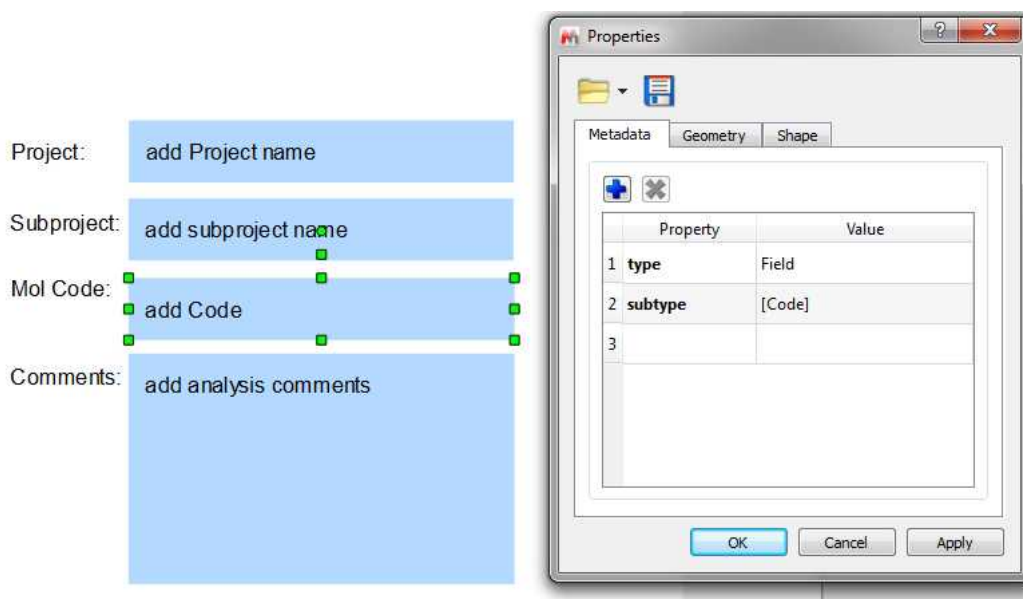 Project:
add Project name
Subproject:
add subproject name
Mol Code:
add Code
Comments:
add analysis comments
Properties
Metadata Geometry Shape
Property Value
1 type Field
2 subtype [Code]
3
OK Cancel Apply